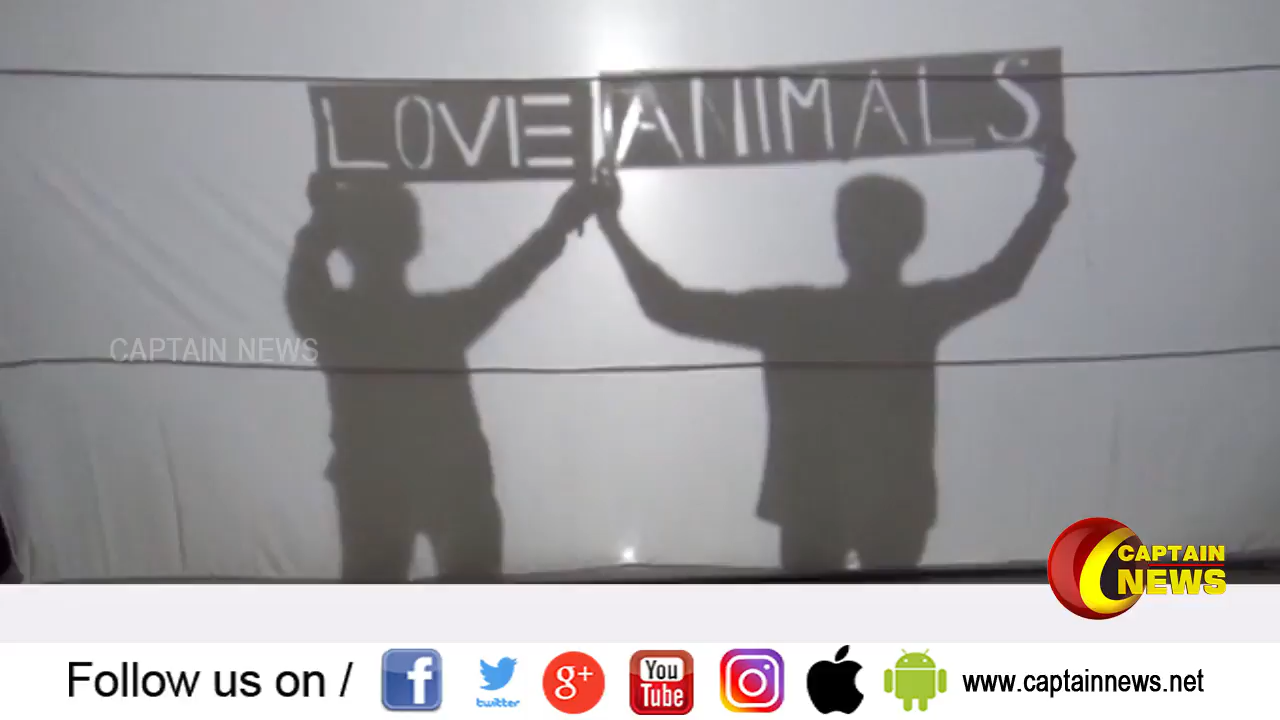 LOVE ANIMALS
CAPTAIN NEWS
CAPTAIN
NEWS
Follow us on /
f
twitter
g+
You
Tube
www.captainnews.net